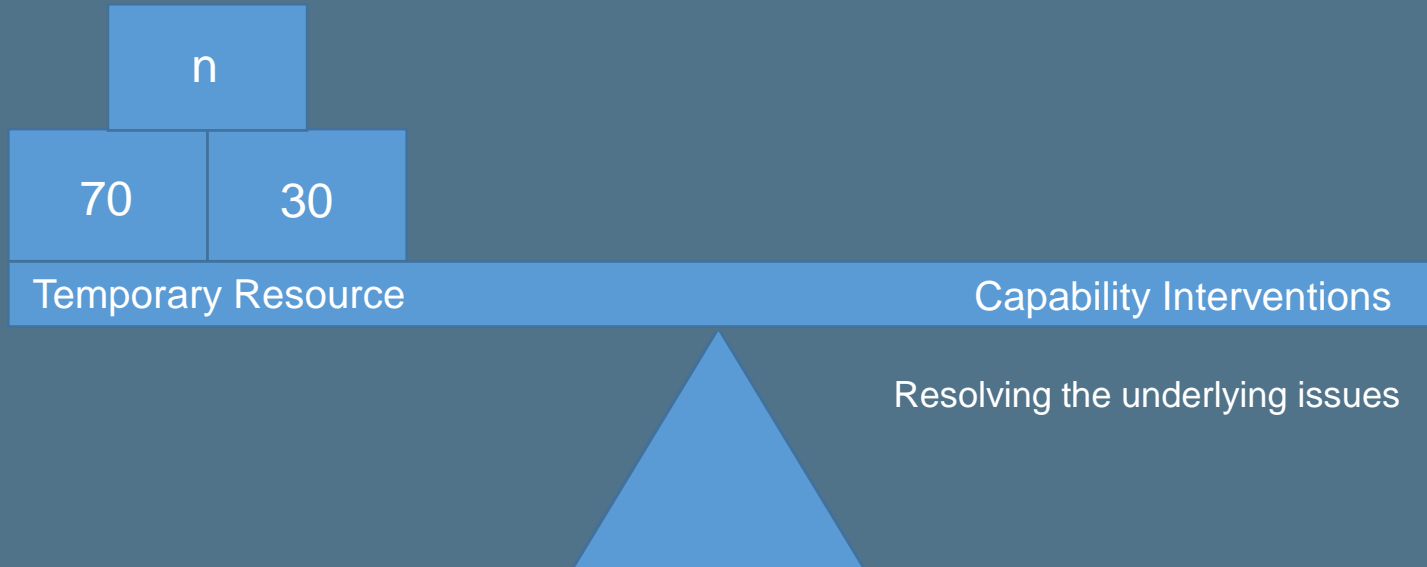 n
70 30
Temporary Resource
Capability Interventions
Resolving the underlying issues